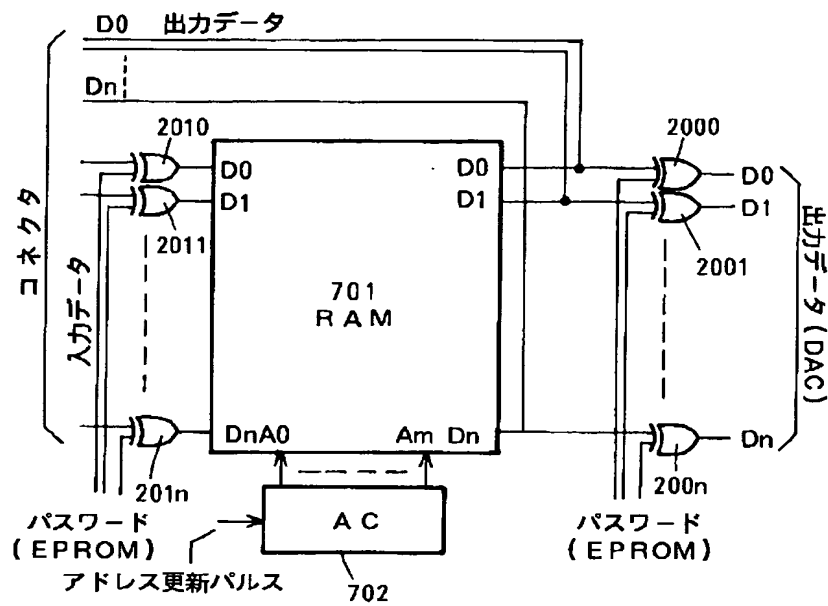 D0 出力データ
Dn
2010
2000
D0
D0
D0
D1
D1
D1
2011
2001
コネクタ
入力データ
701
RAM
出力データ(DAC)
DnA0
Am Dn
Dn
201n
200n
パスワード
(EPROM)
AC
パスワード
(EPROM)
アドレス更新パルス
702